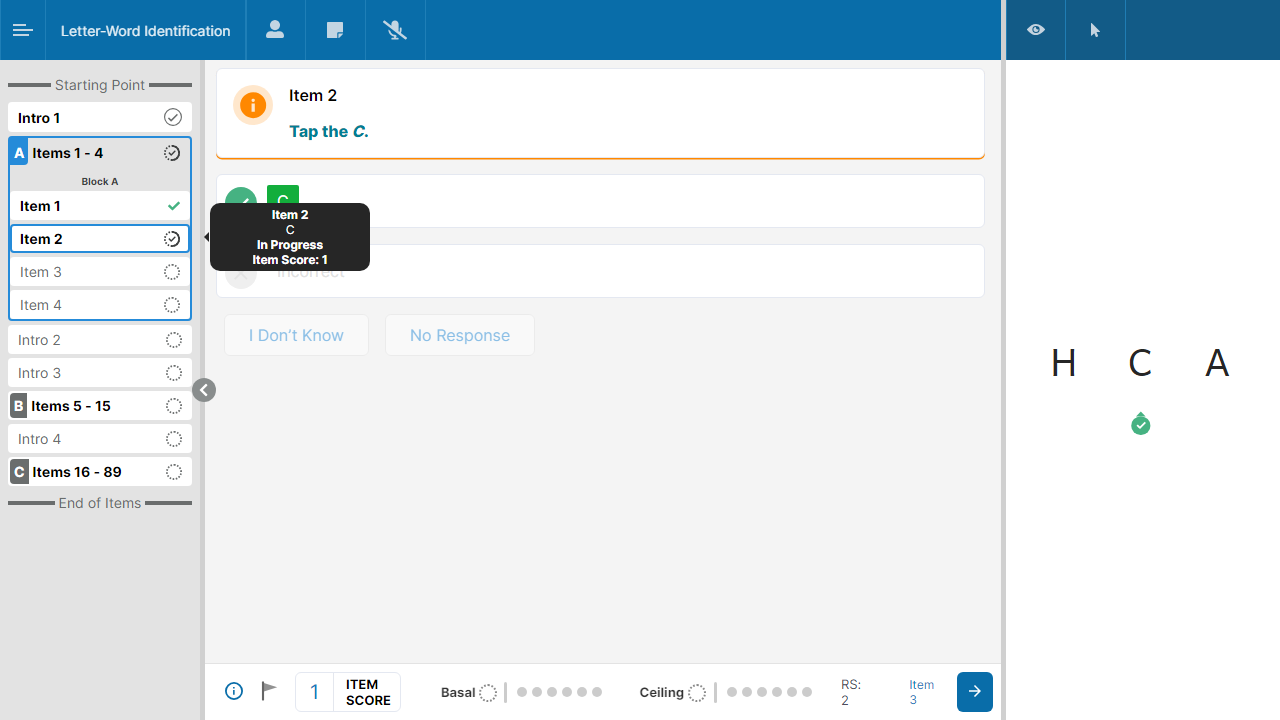 Letter-Word Identification
Starting Point
Intro 1
A Items 1 - 4
Block A
Item 1
Item 2
Item 3
Item 4
Intro 2
Intro 3
B Items 5 - 15
Intro 4
C Items 16 - 89
End of Items
Item 2
Tap the C.
C
Item 2
C
In Progress
Item Score: 1
Incorrect
I Don't Know
No Response
1
ITEM
SCORE
Basal
Ceiling
RS:
2
Item
3
H C A